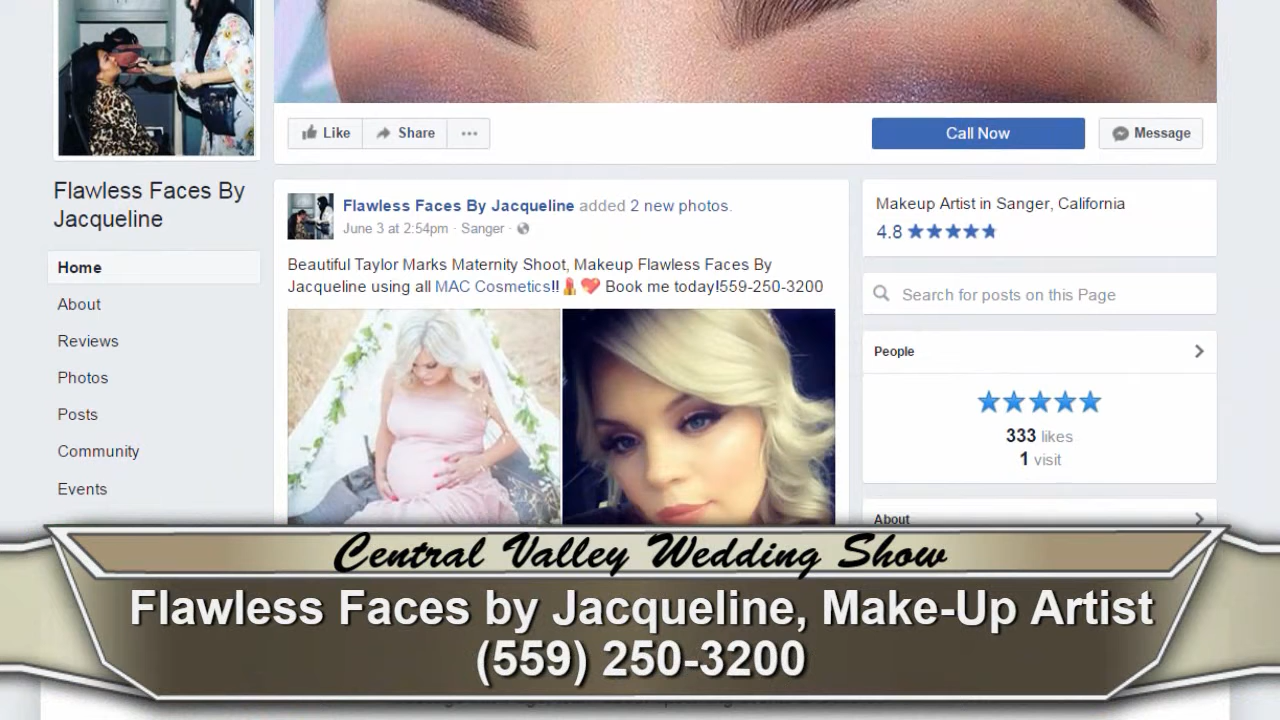 Like
Share
Call Now
Message
Flawless Faces By
Jacqueline
Home
About
Reviews
Photos
Posts
Community
Events
Flawless Faces By Jacqueline added 2 new photos.
June 3 at 2:54pm · Sanger ·
Beautiful Taylor Marks Maternity Shoot, Makeup Flawless Faces By
Jacqueline using all MAC Cosmetics!!💄💖 Book me today!559-250-3200
Makeup Artist in Sanger, California
4.8 ★★★★★
Search for posts on this Page
People
★★★★★
333 likes
1 visit
About
Central Valley Wedding Show
Flawless Faces by Jacqueline, Make-Up Artist
(559) 250-3200